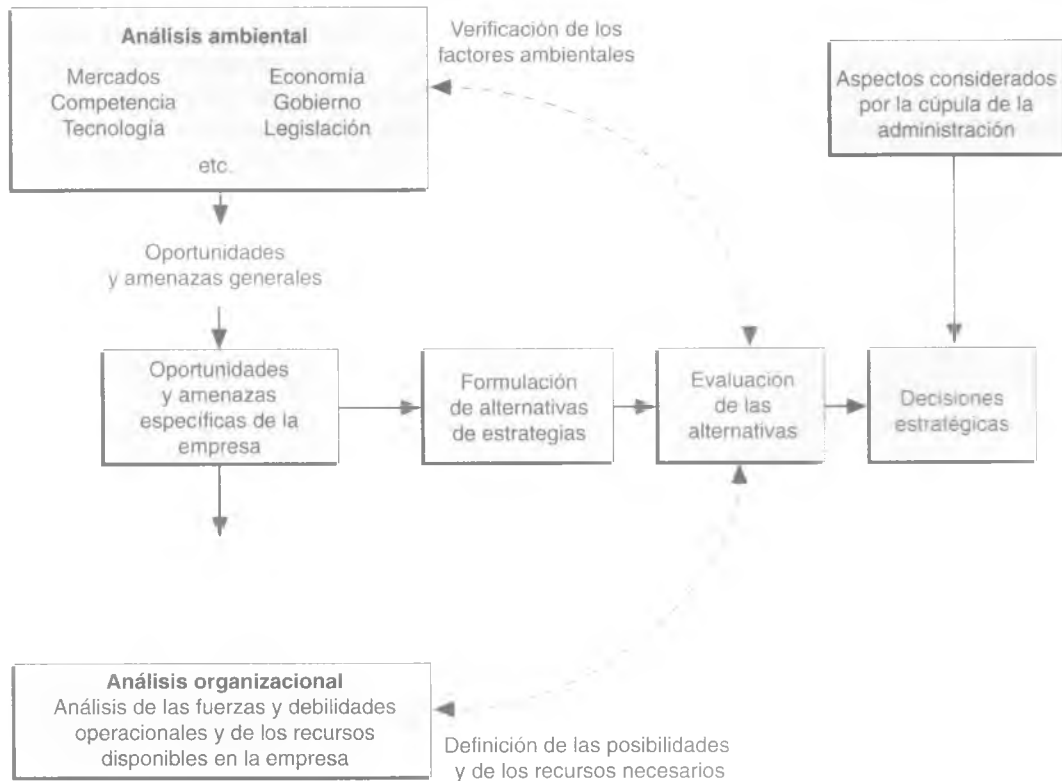 Análisis ambiental
Mercados Economía
Competencia Gobierno
Tecnología Legislación
etc.
Verificación de los
factores ambientales
Aspectos considerados
por la cúpula de la
administración
Oportunidades
y amenazas generales
Oportunidades
y amenazas
específicas de la
empresa
Formulación
de alternativas
de estrategias
Evaluación
de las
alternativas
Decisiones
estratégicas
Análisis organizacional
Análisis de las fuerzas y debilidades
operacionales y de los recursos
disponibles en la empresa
Definición de las posibilidades
y de los recursos necesarios